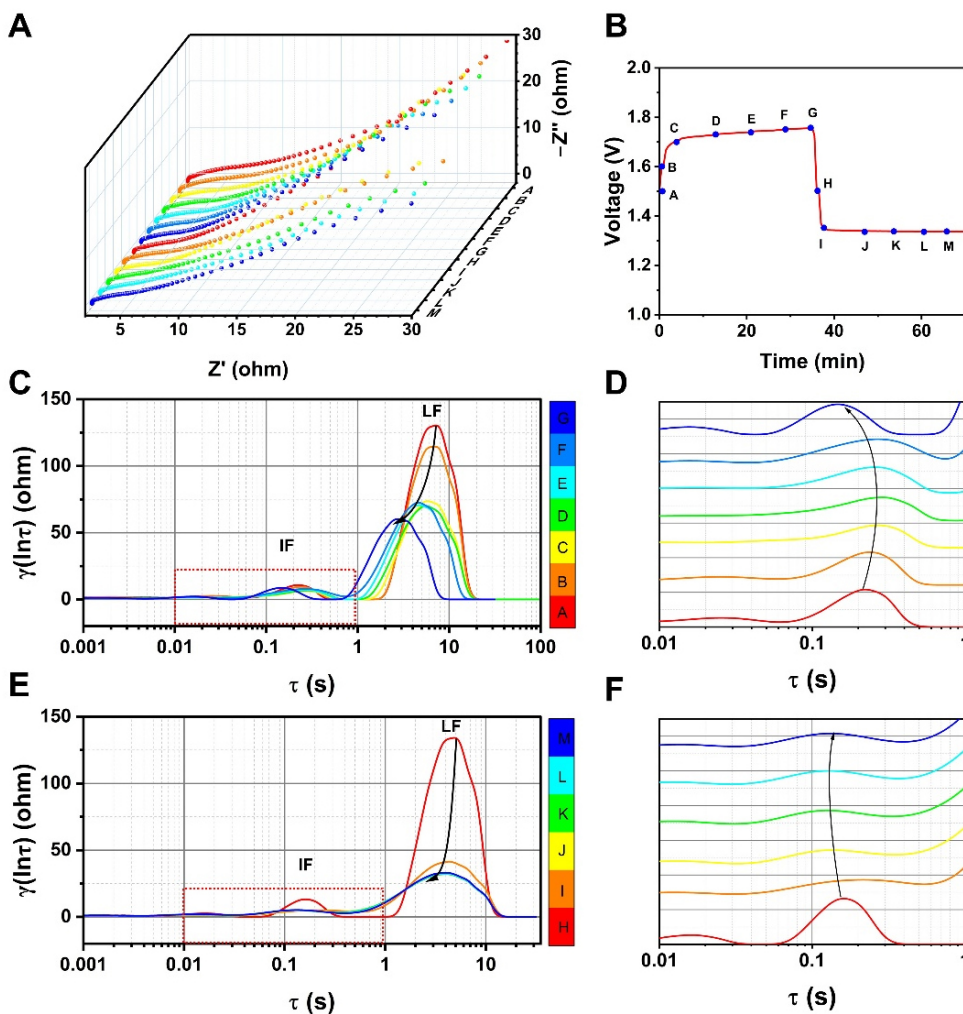 A
30
20
10
0
−Z'' (ohm)
A
B
C
D
E
F
G
H
I
J
K
L
M
5 10 15 20 25 30
Z' (ohm)
B
2.0
1.8
1.6
1.4
1.2
1.0
Voltage (V)
A
B
C
D
E
F
G
H
I
J
K
L
M
0 20 40 60
Time (min)
C
150
100
50
0
γ(lnτ) (ohm)
LF
IF
0.001 0.01 0.1 1 10 100
τ (s)
G
F
E
D
C
B
A
D
0.01 0.1
τ (s)
E
150
100
50
0
γ(lnτ) (ohm)
LF
IF
0.001 0.01 0.1 1 10
τ (s)
M
L
K
J
I
H
F
0.01 0.1
τ (s)